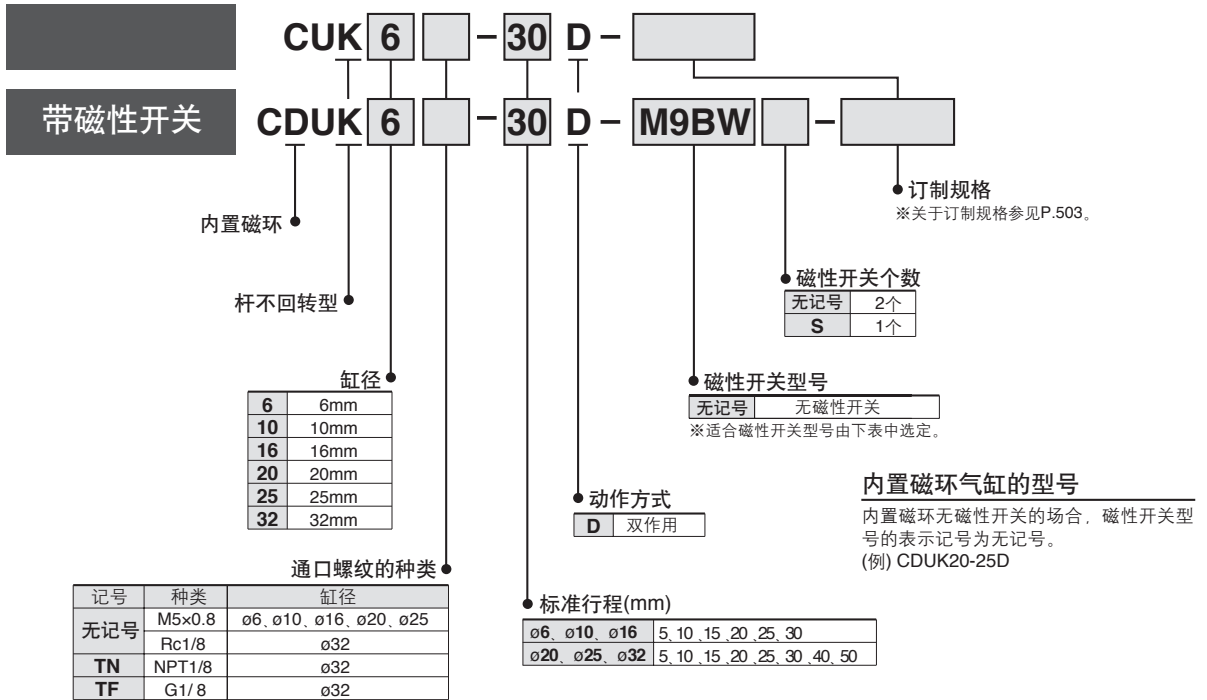 CUK 6 - 30 D -
带磁性开关 CDUK 6 - 30 D - M9BW -
内置磁环
杆不回转型
缸径
6 6mm
10 10mm
16 16mm
20 20mm
25 25mm
32 32mm
通口螺纹的种类
记号 种类 缸径
无记号 M5×0.8 ø6、ø10、ø16、ø20、ø25
Rc1/8 ø32
TN NPT1/8 ø32
TF G1/8 ø32
标准行程(mm)
ø6、ø10、ø16 5、10、15、20、25、30
ø20、ø25、ø32 5、10、15、20、25、30、40、50
动作方式
D 双作用
磁性开关型号
无记号 无磁性开关
※适合磁性开关型号由下表中选定。
磁性开关个数
无记号 2个
S 1个
订制规格
※关于订制规格参见P.503。
内置磁环气缸的型号
内置磁环无磁性开关的场合，磁性开关型
号的表示记号为无记号。
(例) CDUK20-25D